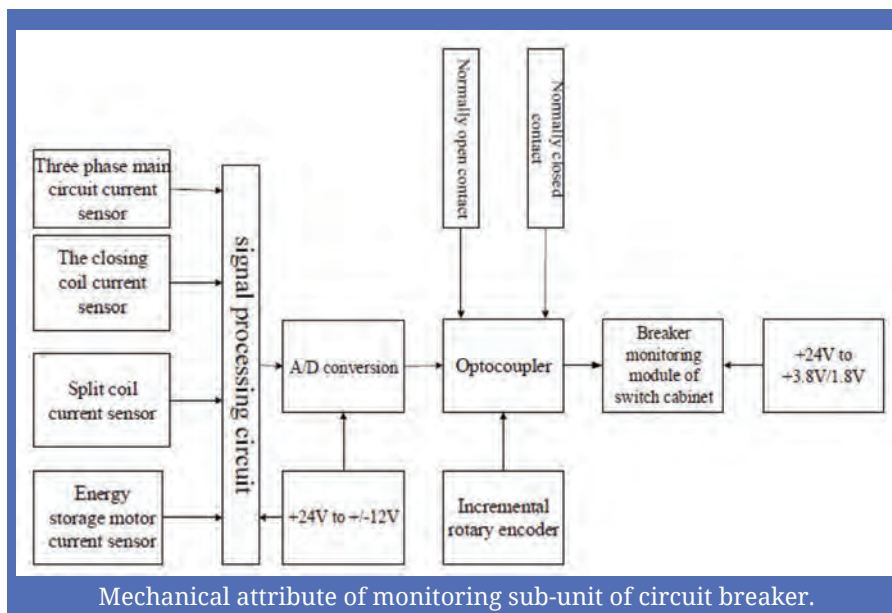 Normally open contact
Normally closed
contact
Three phase main
circuit current
sensor
The closing
coil current
sensor
Split coil
current sensor
Energy
storage motor
current sensor
signal processing circuit
A/D conversion
+24V to +/-12V
Optocoupler
Incremental
rotary encoder
Breaker
monitoring
module of
switch cabinet
+24V to
+3.8V/1.8V
Mechanical attribute of monitoring sub-unit of circuit breaker.